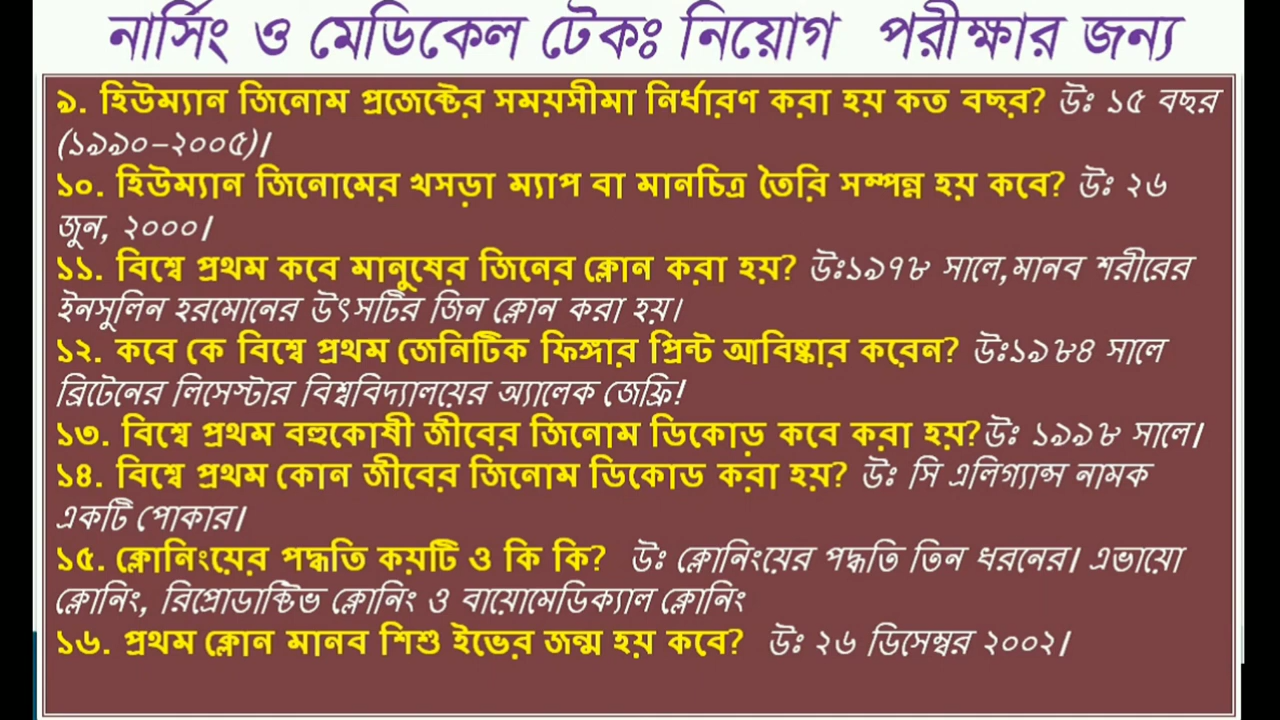 নার্সিং ও মেডিকেল টেকঃ নিয়োগ পরীক্ষার জন্য
৯. হিউম্যান জিনোম প্রজেক্টের সময়সীমা নির্ধারণ করা হয় কত বছর? উঃ ১৫ বছর
(১৯৯০–২০০৫)।
১০. হিউম্যান জিনোমের খসড়া ম্যাপ বা মানচিত্র তৈরি সম্পন্ন হয় কবে? উঃ ২৬
জুন, ২০০০।
১১. বিশ্বে প্রথম কবে মানুষের জিনের ক্লোন করা হয়? উঃ১৯৭৮ সালে,মানব শরীরের
ইনসুলিন হরমোনের উৎসটির জিন ক্লোন করা হয়।
১২. কবে কে বিশ্বে প্রথম জেনিটিক ফিঙ্গার প্রিন্ট আবিষ্কার করেন? উঃ১৯৮৪ সালে
ব্রিটেনের লিসেস্টার বিশ্ববিদ্যালয়ের অ্যালেক জেফ্রি!
১৩. বিশ্বে প্রথম বহুকোষী জীবের জিনোম ডিকোড় কবে করা হয়?উঃ ১৯৯৮ সালে।
১৪. বিশ্বে প্রথম কোন জীবের জিনোম ডিকোড করা হয়? উঃ সি এলিগ্যান্স নামক
একটি পোকার।
১৫. ক্লোনিংয়ের পদ্ধতি কয়টি ও কি কি? উঃ ক্লোনিংয়ের পদ্ধতি তিন ধরনের। এভায়ো
ক্লোনিং, রিপ্রোডাক্টিভ ক্লোনিং ও বায়োমেডিক্যাল ক্লোনিং
১৬. প্রথম ক্লোন মানব শিশু ইভের জন্ম হয় কবে? উঃ ২৬ ডিসেম্বর ২০০২।